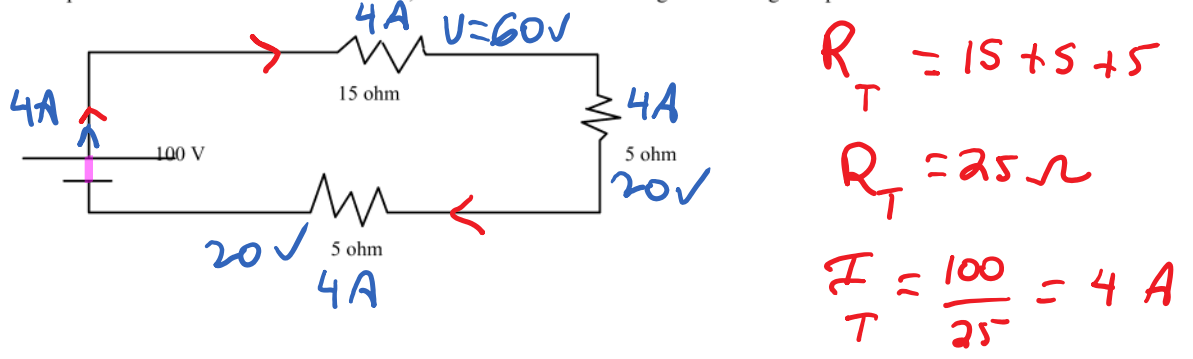 4A V=60V
R_T = 15 + 5 + 5
15 ohm
4A
4A
100 V
5 ohm
20V
R_T = 25 Ω
20V
5 ohm
4A
I_T = 100/25 = 4 A